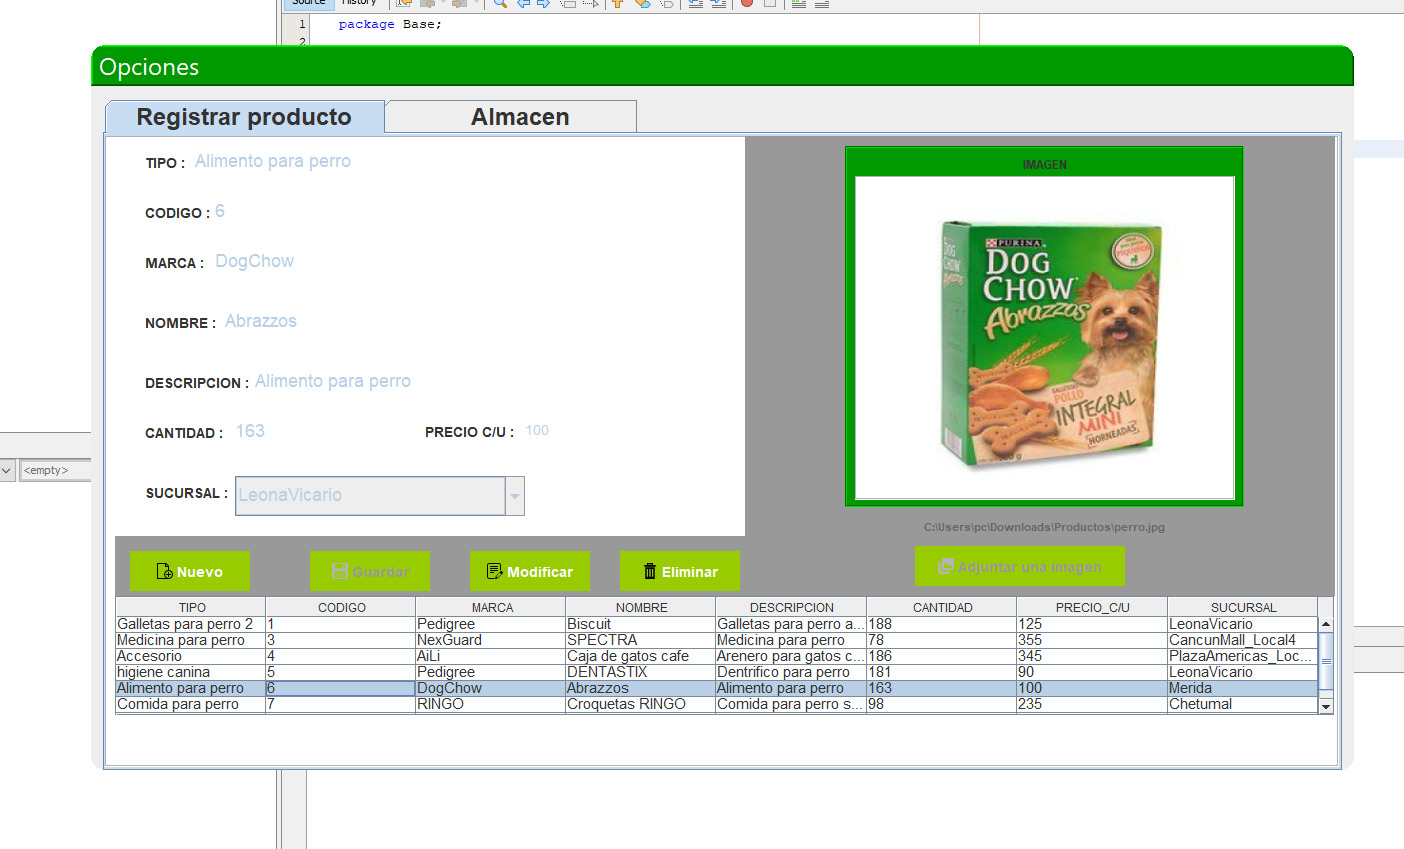 Source History
1 package Base;
2
Opciones
Registrar producto Almacen
TIPO : Alimento para perro
CODIGO : 6
MARCA : DogChow
NOMBRE : Abrazzos
DESCRIPCION : Alimento para perro
CANTIDAD : 163 PRECIO C/U : 100
SUCURSAL : LeonaVicario
<empty>
IMAGEN
PURINA
DOG CHOW
DOG
CHOW
Abrazzos
PEQUEÑOS
POLLO
INTEGRAL
MINI
HORNEADAS
C:\Users\pc\Downloads\Productos\perro.jpg
Nuevo Guardar Modificar Eliminar Adjuntar una imagen
TIPO CODIGO MARCA NOMBRE DESCRIPCION CANTIDAD PRECIO_C/U SUCURSAL
Galletas para perro 2 1 Pedigree Biscuit Galletas para perro a... 188 125 LeonaVicario
Medicina para perro 3 NexGuard SPECTRA Medicina para perro 78 355 CancunMall_Local4
Accesorio 4 AiLi Caja de gatos cafe Arenero para gatos c... 186 345 PlazaAmericas_Loc...
higiene canina 5 Pedigree DENTASTIX Dentrifico para perro 181 90 LeonaVicario
Alimento para perro 6 DogChow Abrazzos Alimento para perro 163 100 Merida
Comida para perro 7 RINGO Croquetas RINGO Comida para perro s... 98 235 Chetumal